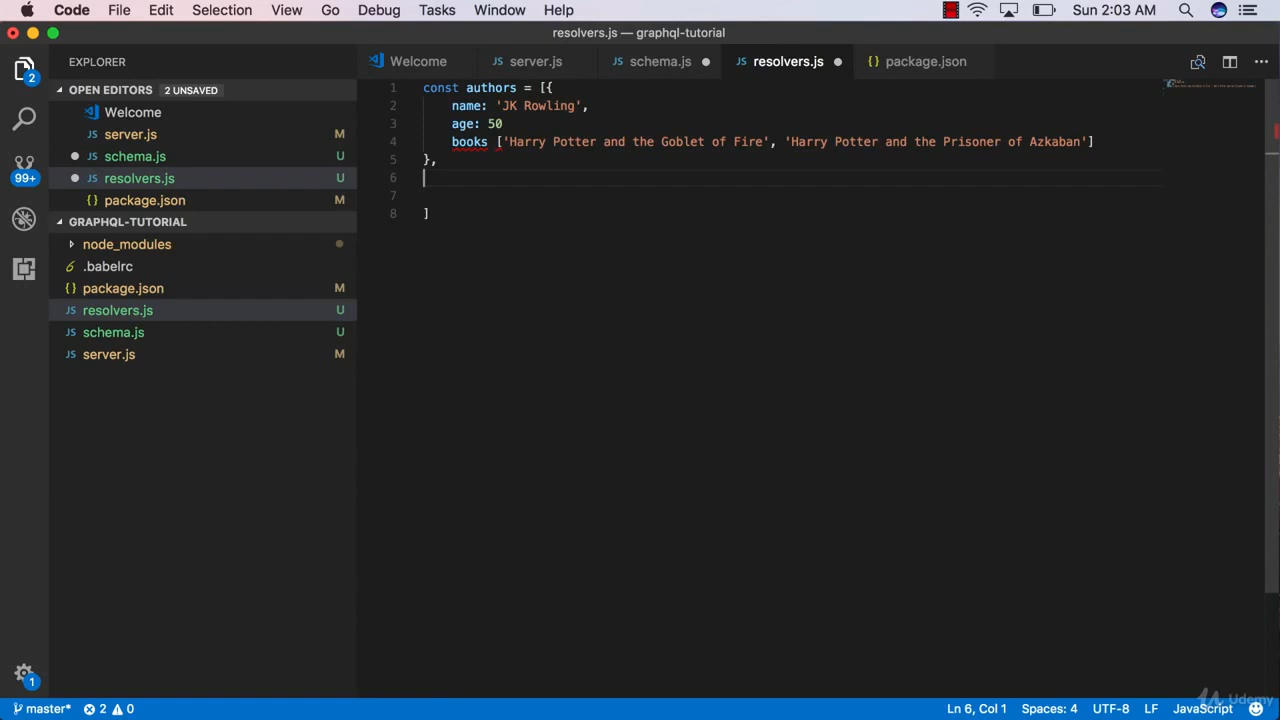 Code File Edit Selection View Go Debug Tasks Window Help Sun 2:03 AM
resolvers.js — graphql-tutorial
EXPLORER Welcome server.js schema.js resolvers.js package.json
2
OPEN EDITORS 2 UNSAVED
Welcome
server.js M
schema.js U
resolvers.js U
99+
package.json M
GRAPHQL-TUTORIAL
node_modules
.babelrc
package.json M
resolvers.js U
schema.js U
server.js M
1 const authors = [{
2 name: 'JK Rowling',
3 age: 50
4 books ['Harry Potter and the Goblet of Fire', 'Harry Potter and the Prisoner of Azkaban']
5 },
6
7
8 ]
1
master* 2 0 Ln 6, Col 1 Spaces: 4 UTF-8 LF JavaScript
Udemy